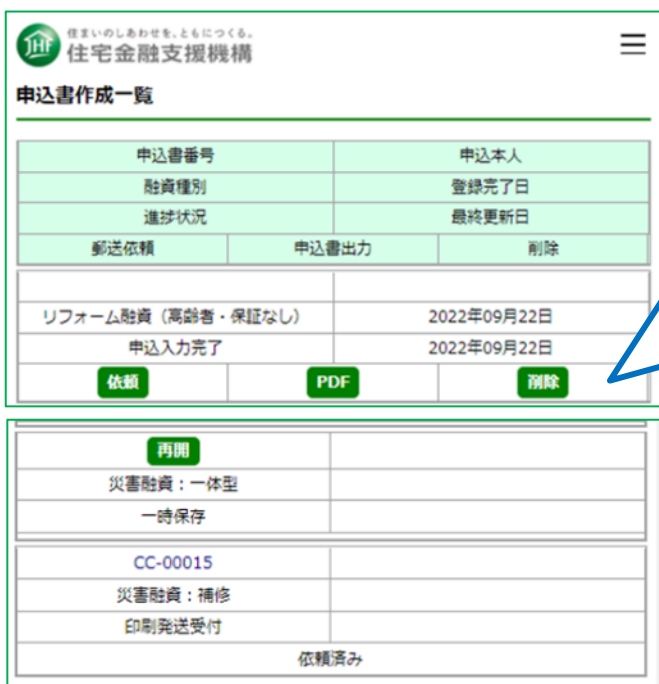 住まいのしあわせを、ともにつくる。
JHF 住宅金融支援機構
申込書作成一覧
申込書番号 申込本人
融資種別 登録完了日
進捗状況 最終更新日
郵送依頼 申込書出力 削除
リフォーム融資（高齢者・保証なし） 2022年09月22日
申込入力完了 2022年09月22日
依頼 PDF 削除
再開
災害融資：一体型
一時保存
CC-00015
災害融資：補修
印刷発送受付
依頼済み